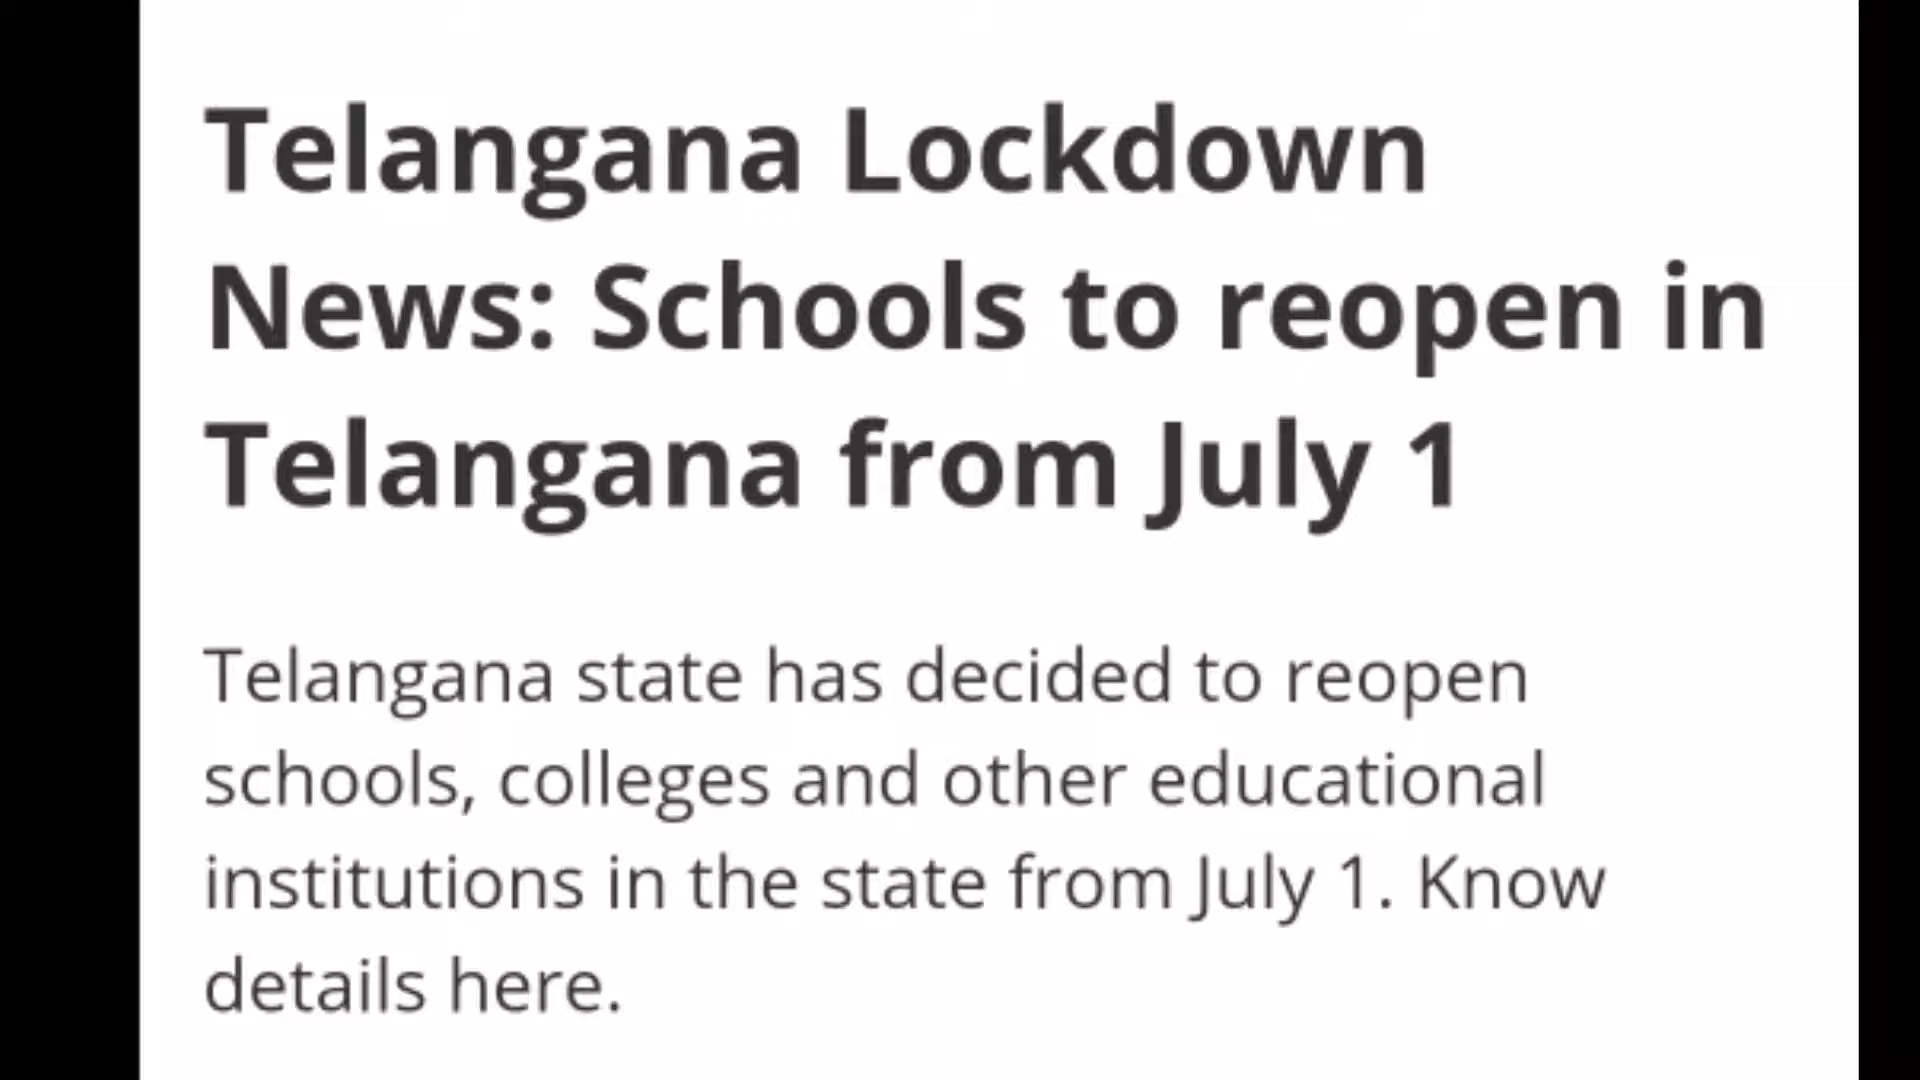 Telangana Lockdown
News: Schools to reopen in
Telangana from July 1
Telangana state has decided to reopen
schools, colleges and other educational
institutions in the state from July 1. Know
details here.